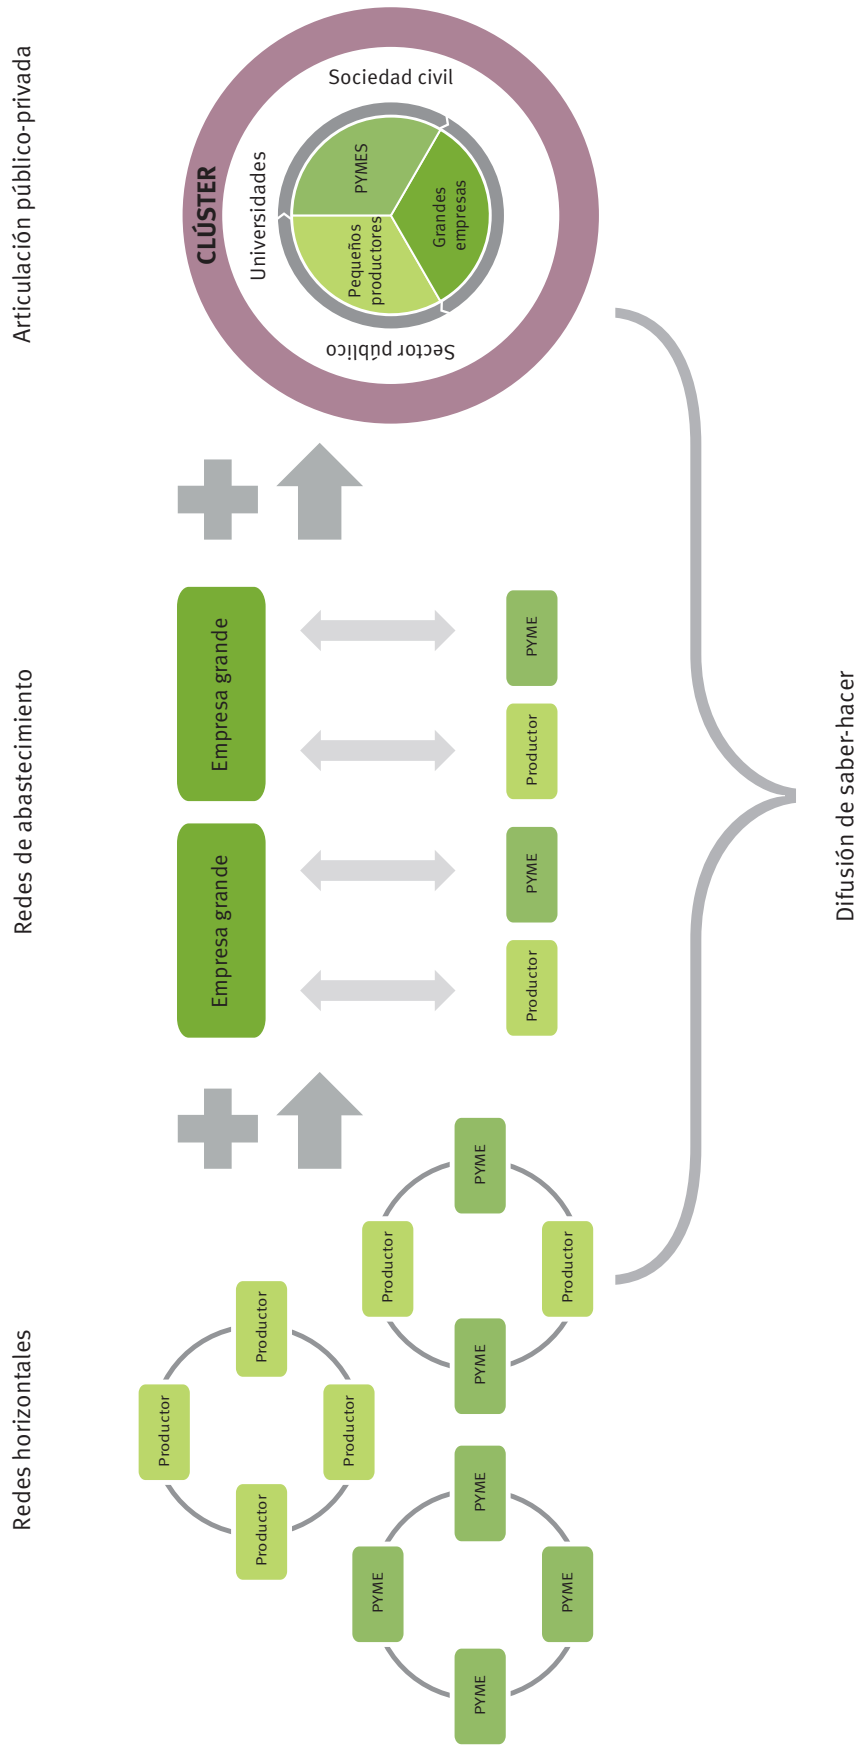 Redes horizontales
Redes de abastecimiento
Articulación público-privada
Productor
Productor
Productor
Productor
PYME
PYME
PYME
PYME
Productor
PYME
PYME
Productor
Empresa grande
Empresa grande
Productor
PYME
Productor
PYME
CLÚSTER
Universidades
Sociedad civil
Sector público
Pequeños
productores
PYMES
Grandes
empresas
Difusión de saber-hacer